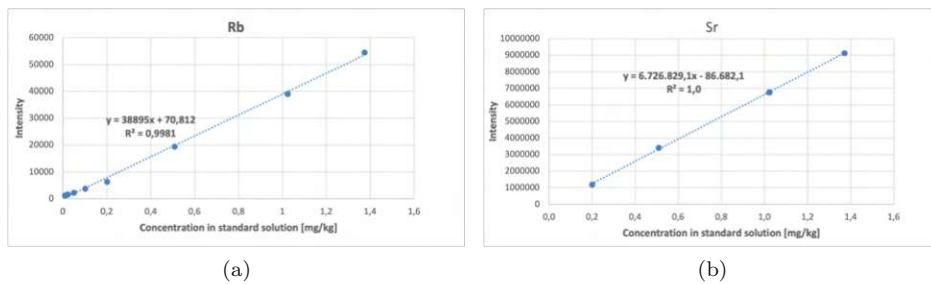 Rb
60000
50000
40000
30000
20000
10000
0
Intensity
y = 38895x + 70,812
R² = 0,9981
0 0,2 0,4 0,6 0,8 1 1,2 1,4 1,6
Concentration in standard solution [mg/kg]
(a)
Sr
10000000
9000000
8000000
7000000
6000000
5000000
4000000
3000000
2000000
1000000
0
Intensity
y = 6.726.829,1x - 86.682,1
R² = 1,0
0,0 0,2 0,4 0,6 0,8 1,0 1,2 1,4 1,6
Concentration in standard solution [mg/kg]
(b)